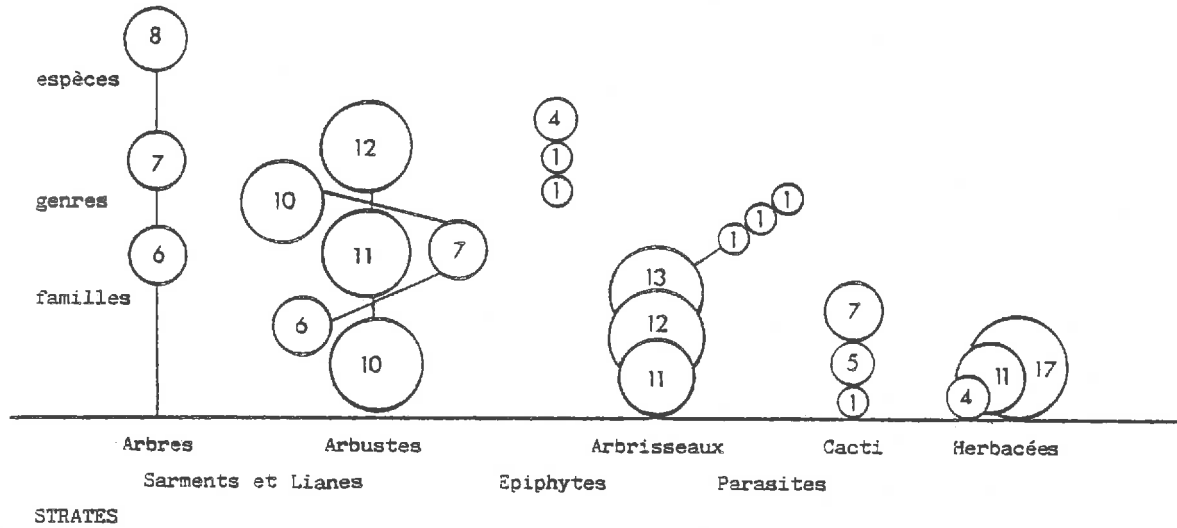 8
espèces
4
12
7
1
10
genres
1
1
1
1
11
7
6
13
familles
7
6
12
5
10
11
11
17
4
1
Arbres
Arbustes
Arbrisseaux
Cacti
Herbacées
Sarments et Lianes
Epiphytes
Parasites
STRATES